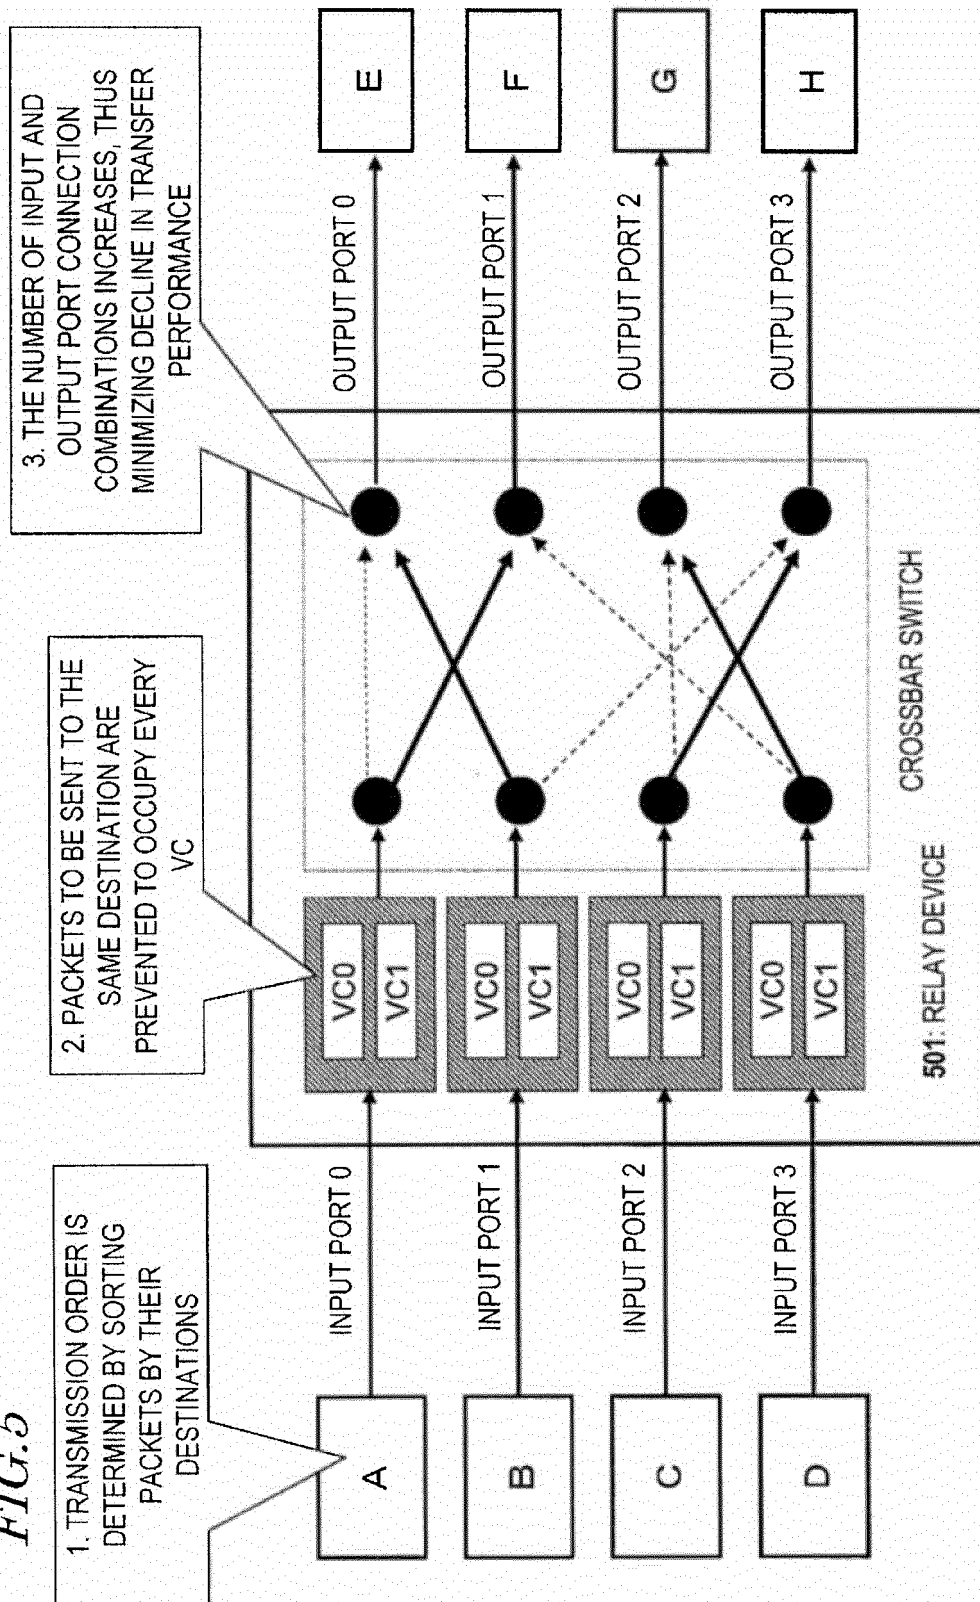 FIG.5
1. TRANSMISSION ORDER IS
DETERMINED BY SORTING
PACKETS BY THEIR
DESTINATIONS
2. PACKETS TO BE SENT TO THE
SAME DESTINATION ARE
PREVENTED TO OCCUPY EVERY
VC
3. THE NUMBER OF INPUT AND
OUTPUT PORT CONNECTION
COMBINATIONS INCREASES, THUS
MINIMIZING DECLINE IN TRANSFER
PERFORMANCE
A
INPUT PORT 0
VC0
VC1
OUTPUT PORT 0
E
B
INPUT PORT 1
VC0
VC1
OUTPUT PORT 1
F
C
INPUT PORT 2
VC0
VC1
OUTPUT PORT 2
G
D
INPUT PORT 3
VC0
VC1
OUTPUT PORT 3
H
CROSSBAR SWITCH
501: RELAY DEVICE